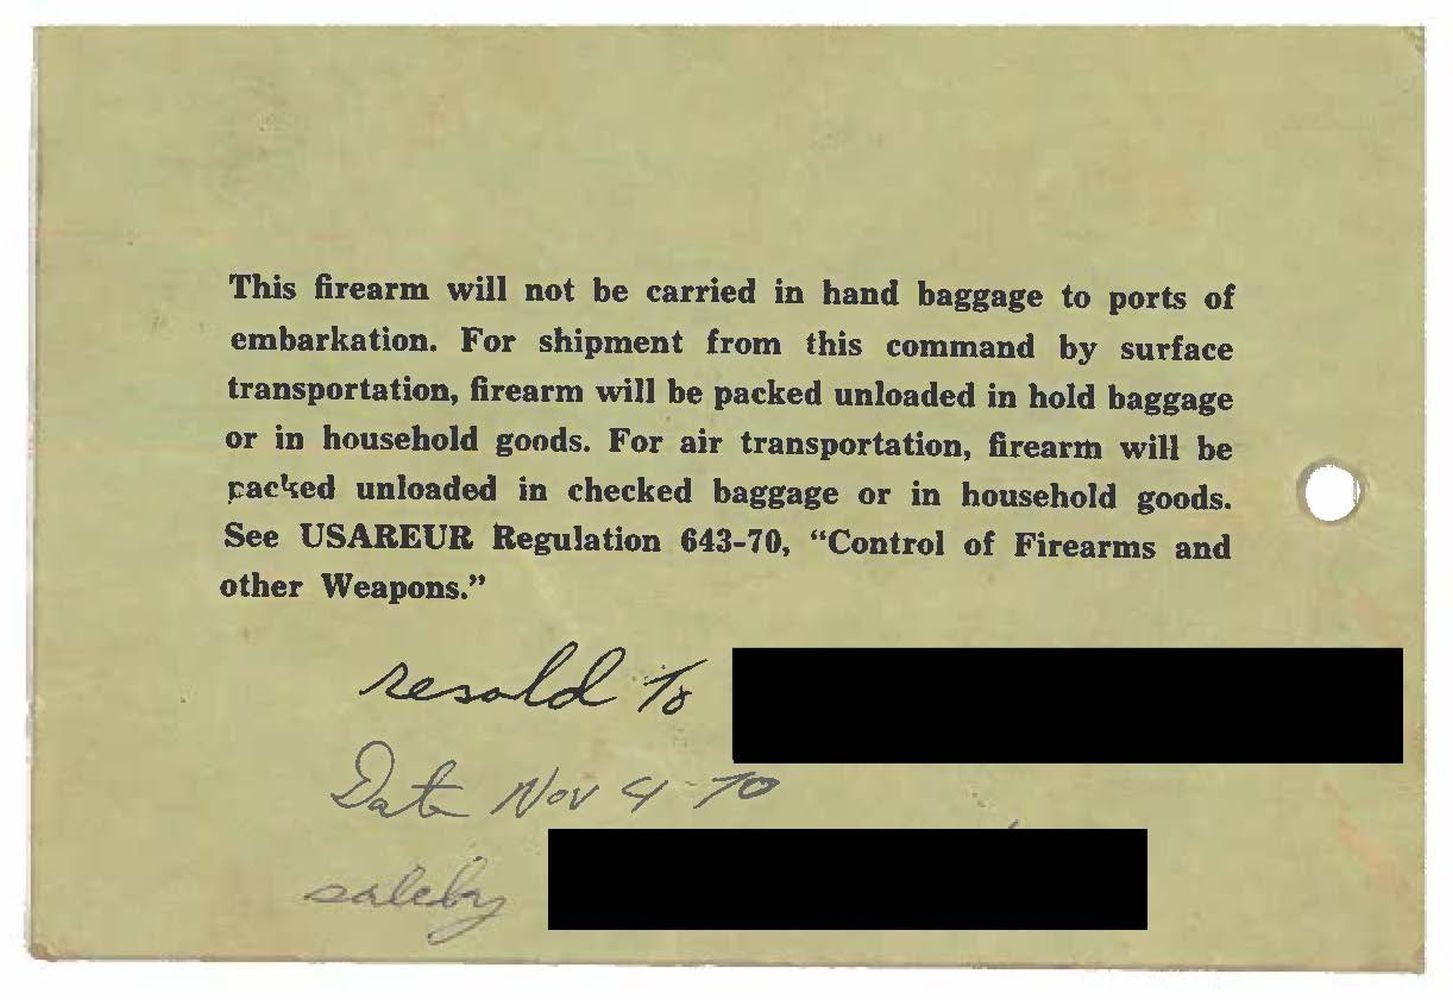 This firearm will not be carried in hand baggage to ports of
embarkation. For shipment from this command by surface
transportation, firearm will be packed unloaded in hold baggage
or in household goods. For air transportation, firearm will be
packed unloaded in checked baggage or in household goods.
See USAREUR Regulation 643-70, “Control of Firearms and
other Weapons.”
resold To
Date Nov 4-70
sale by